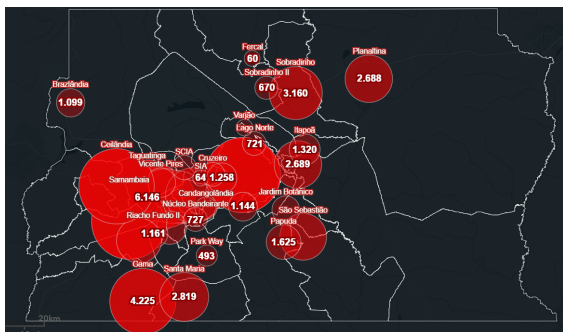 Fercal
60
Sobradinho
Planaltina
2.688
Sobradinho II
670
3.160
Brazlândia
1.099
Varjão
Lago Norte
721
Itapoã
1.320
2.689
Ceilândia
Taguatinga
Vicente Pires
SCIA
SIA
64
Cruzeiro
1.258
Samambaia
6.146
Candangolândia
Núcleo Bandeirante
1.144
Jardim Botânico
Riacho Fundo II
727
1.161
São Sebastião
Papuda
1.625
Park Way
493
Gama
4.225
Santa Maria
2.819
20km